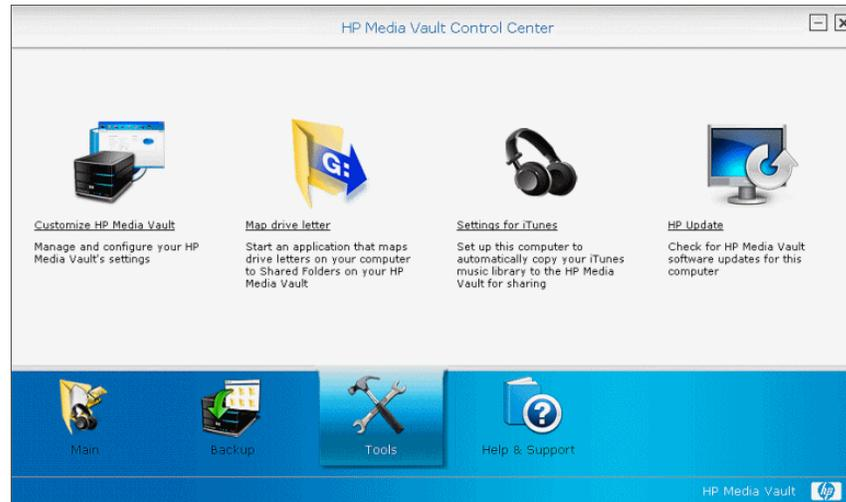 HP Media Vault Control Center
G:
Customize HP Media Vault
Manage and configure your HP
Media Vault's settings
Map drive letter
Start an application that maps
drive letters on your computer
to Shared Folders on your HP
Media Vault
Settings for iTunes
Set up this computer to
automatically copy your iTunes
music library to the HP Media
Vault for sharing
HP Update
Check for HP Media Vault
software updates for this
computer
Main
Backup
Tools
?
Help & Support
HP Media Vault
hp